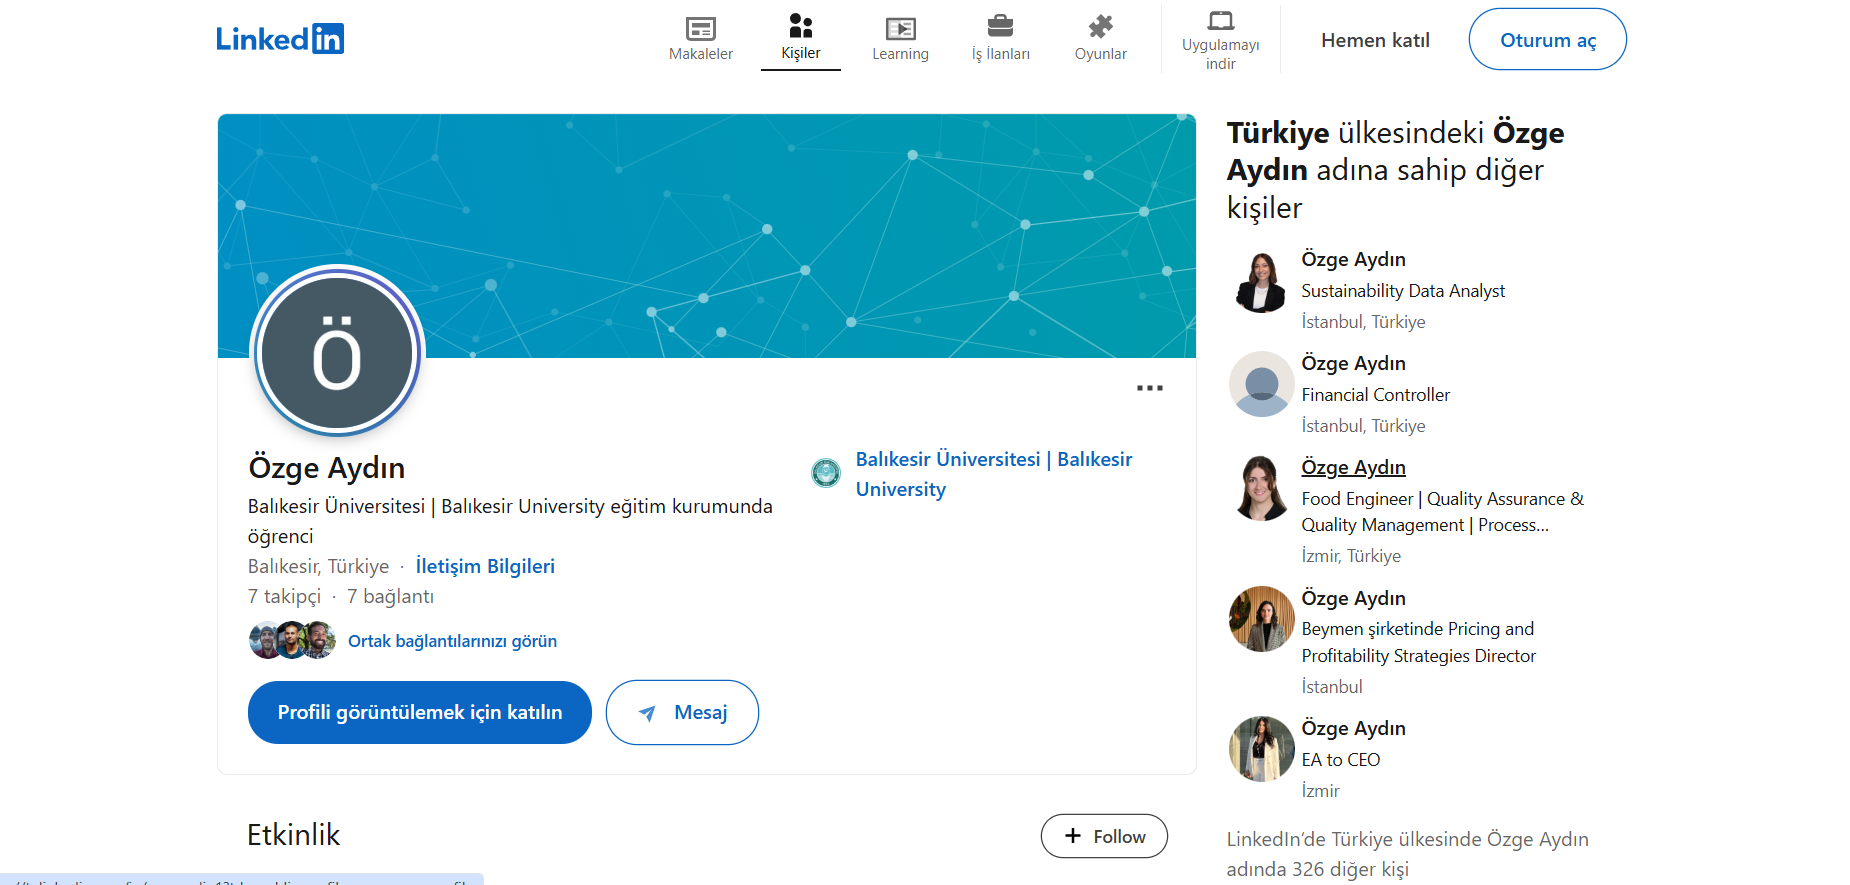 Linked in
Makaleler
Kişiler
Learning
İş İlanları
Oyunlar
Uygulamayı
indir
Hemen katıl
Oturum aç
Ö
Özge Aydın
Balıkesir Üniversitesi | Balıkesir University eğitim kurumunda
öğrenci
Balıkesir, Türkiye · İletişim Bilgileri
7 takipçi · 7 bağlantı
Ortak bağlantılarınızı görün
Profili görüntülemek için katılın
Mesaj
Balıkesir Üniversitesi | Balıkesir
University
Etkinlik
+ Follow
Türkiye ülkesindeki Özge
Aydın adına sahip diğer
kişiler
Özge Aydın
Sustainability Data Analyst
İstanbul, Türkiye
Özge Aydın
Financial Controller
İstanbul, Türkiye
Özge Aydın
Food Engineer | Quality Assurance &
Quality Management | Process...
İzmir, Türkiye
Özge Aydın
Beymen şirketinde Pricing and
Profitability Strategies Director
İstanbul
Özge Aydın
EA to CEO
İzmir
LinkedIn'de Türkiye ülkesinde Özge Aydın
adında 326 diğer kişi